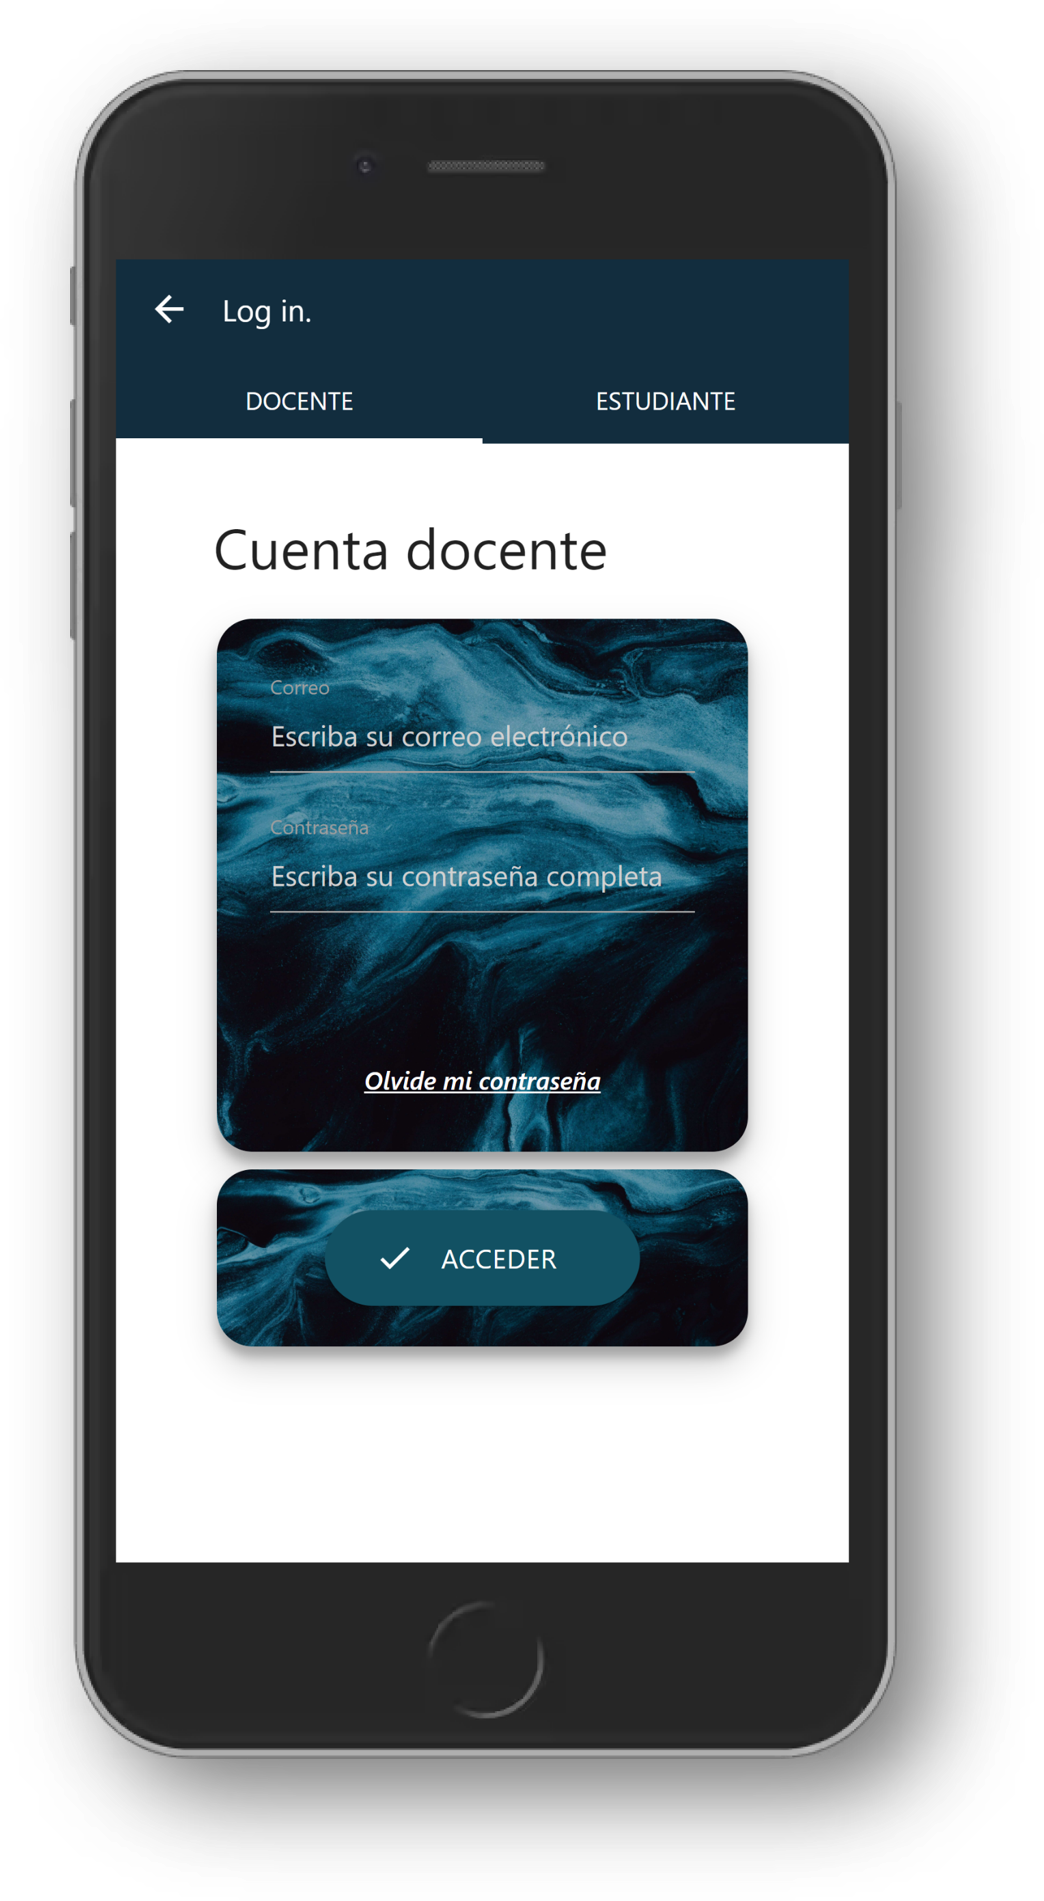 Log in.
DOCENTE
ESTUDIANTE
Cuenta docente
Correo
Escriba su correo electrónico
Contraseña
Escriba su contraseña completa
Olvide mi contraseña
ACCEDER